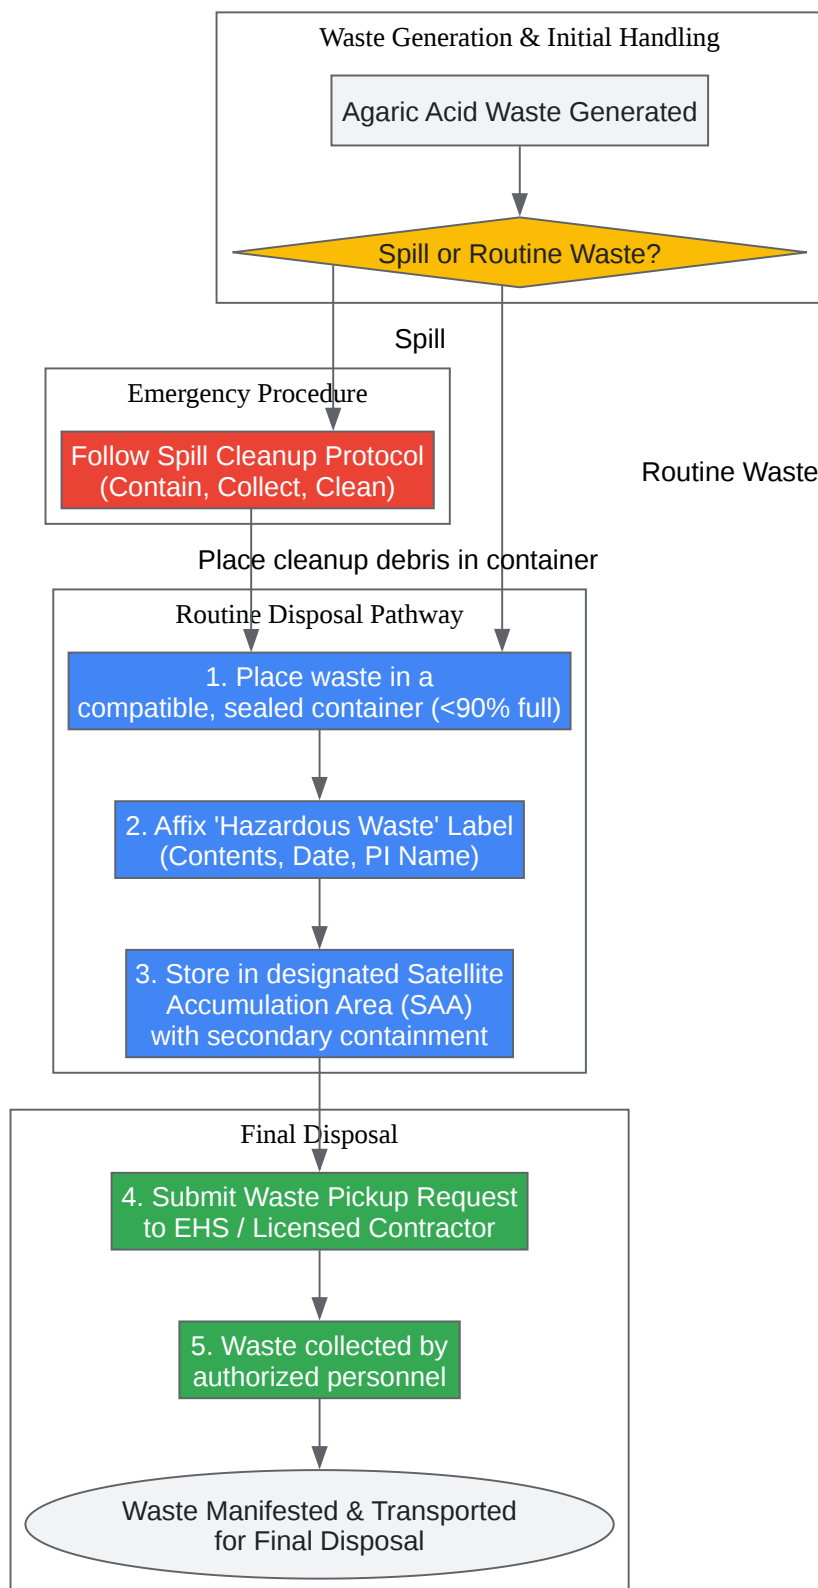 Waste Generation & Initial Handling
Agaric Acid Waste Generated
Spill or Routine Waste?
Spill
Emergency Procedure
Follow Spill Cleanup Protocol
(Contain, Collect, Clean)
Routine Waste
Place cleanup debris in container
Routine Disposal Pathway
1. Place waste in a
compatible, sealed container (<90% full)
2. Affix 'Hazardous Waste' Label
(Contents, Date, PI Name)
3. Store in designated Satellite
Accumulation Area (SAA)
with secondary containment
Final Disposal
4. Submit Waste Pickup Request
to EHS / Licensed Contractor
5. Waste collected by
authorized personnel
Waste Manifested & Transported
for Final Disposal